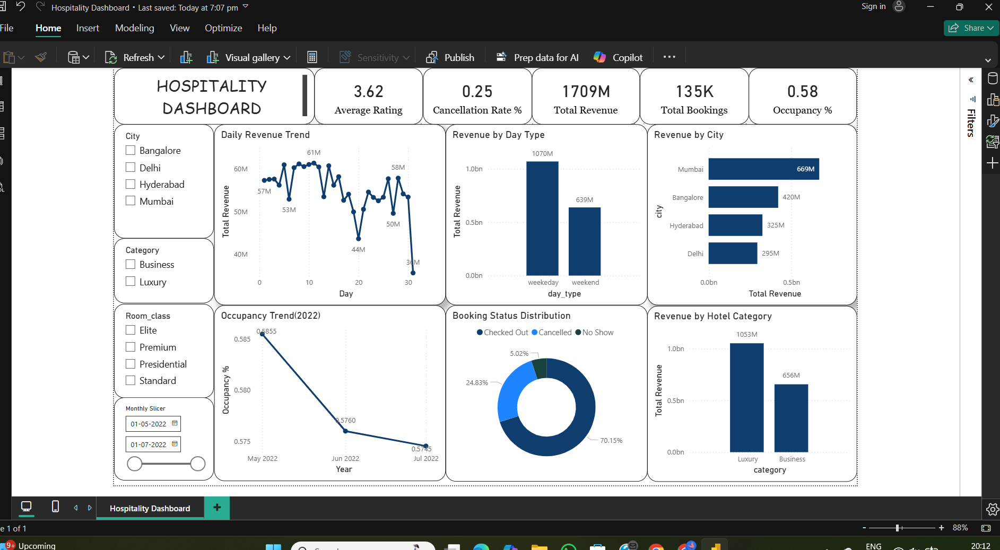 Hospitality Dashboard • Last saved: Today at 7:07 pm
Sign in
File
Home
Insert
Modeling
View
Optimize
Help
Share
Refresh
Visual gallery
Sensitivity
Publish
Prep data for AI
Copilot
HOSPITALITY
DASHBOARD
3.62
Average Rating
0.25
Cancellation Rate %
1709M
Total Revenue
135K
Total Bookings
0.58
Occupancy %
Filters
City
Bangalore
Delhi
Hyderabad
Mumbai
Category
Business
Luxury
Room_class
Elite
Premium
Presidential
Standard
Monthly Slicer
01-05-2022
01-07-2022
Daily Revenue Trend
Total Revenue
60M
50M
40M
57M
53M
61M
44M
58M
50M
36M
0
10
20
30
Day
Revenue by Day Type
Total Revenue
1.0bn
0.5bn
0.0bn
1070M
639M
weekeday
weekend
day_type
Revenue by City
city
Mumbai
669M
Bangalore
420M
Hyderabad
325M
Delhi
295M
0.0bn
0.5bn
Total Revenue
Occupancy Trend(2022)
Occupancy %
0.585
0.580
0.575
0.5855
0.5760
0.5745
May 2022
Jun 2022
Jul 2022
Year
Booking Status Distribution
Checked Out
Cancelled
No Show
5.02%
24.83%
70.15%
Revenue by Hotel Category
Total Revenue
1.0bn
0.5bn
0.0bn
1053M
656M
Luxury
Business
category
Hospitality Dashboard
e 1 of 1
- + 88%
9+
Upcoming
ENG
20:12